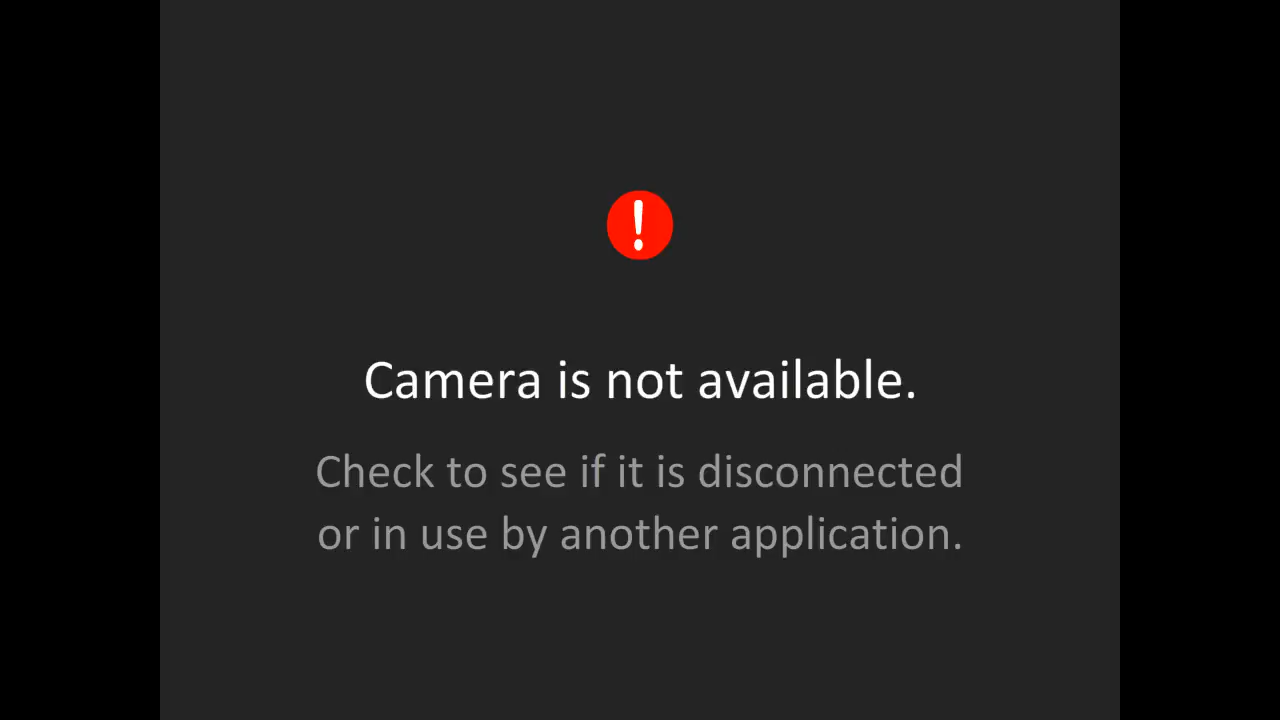 Camera is not available.
Check to see if it is disconnected
or in use by another application.